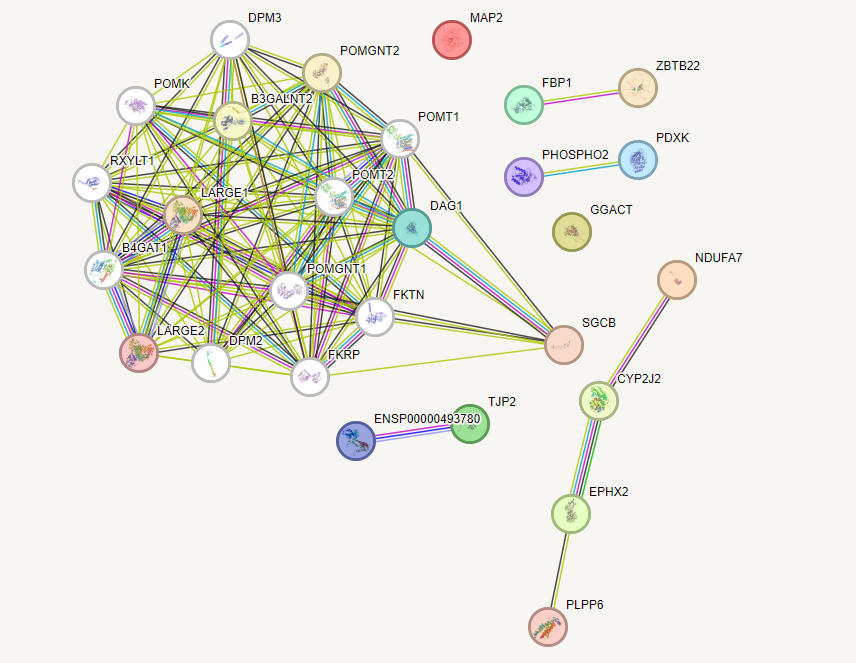 DPM3
MAP2
POMGNT2
ZBTB22
POMK
FBP1
B3GALNT2
POMT1
PDXK
PHOSPHO2
RXYLT1
POMT2
LARGE1
DAG1
GGACT
B4GAT1
NDUFA7
POMGNT1
FKTN
SGCB
LARGE2
DPM2
FKRP
CYP2J2
TJP2
ENSP00000493780
EPHX2
PLPP6